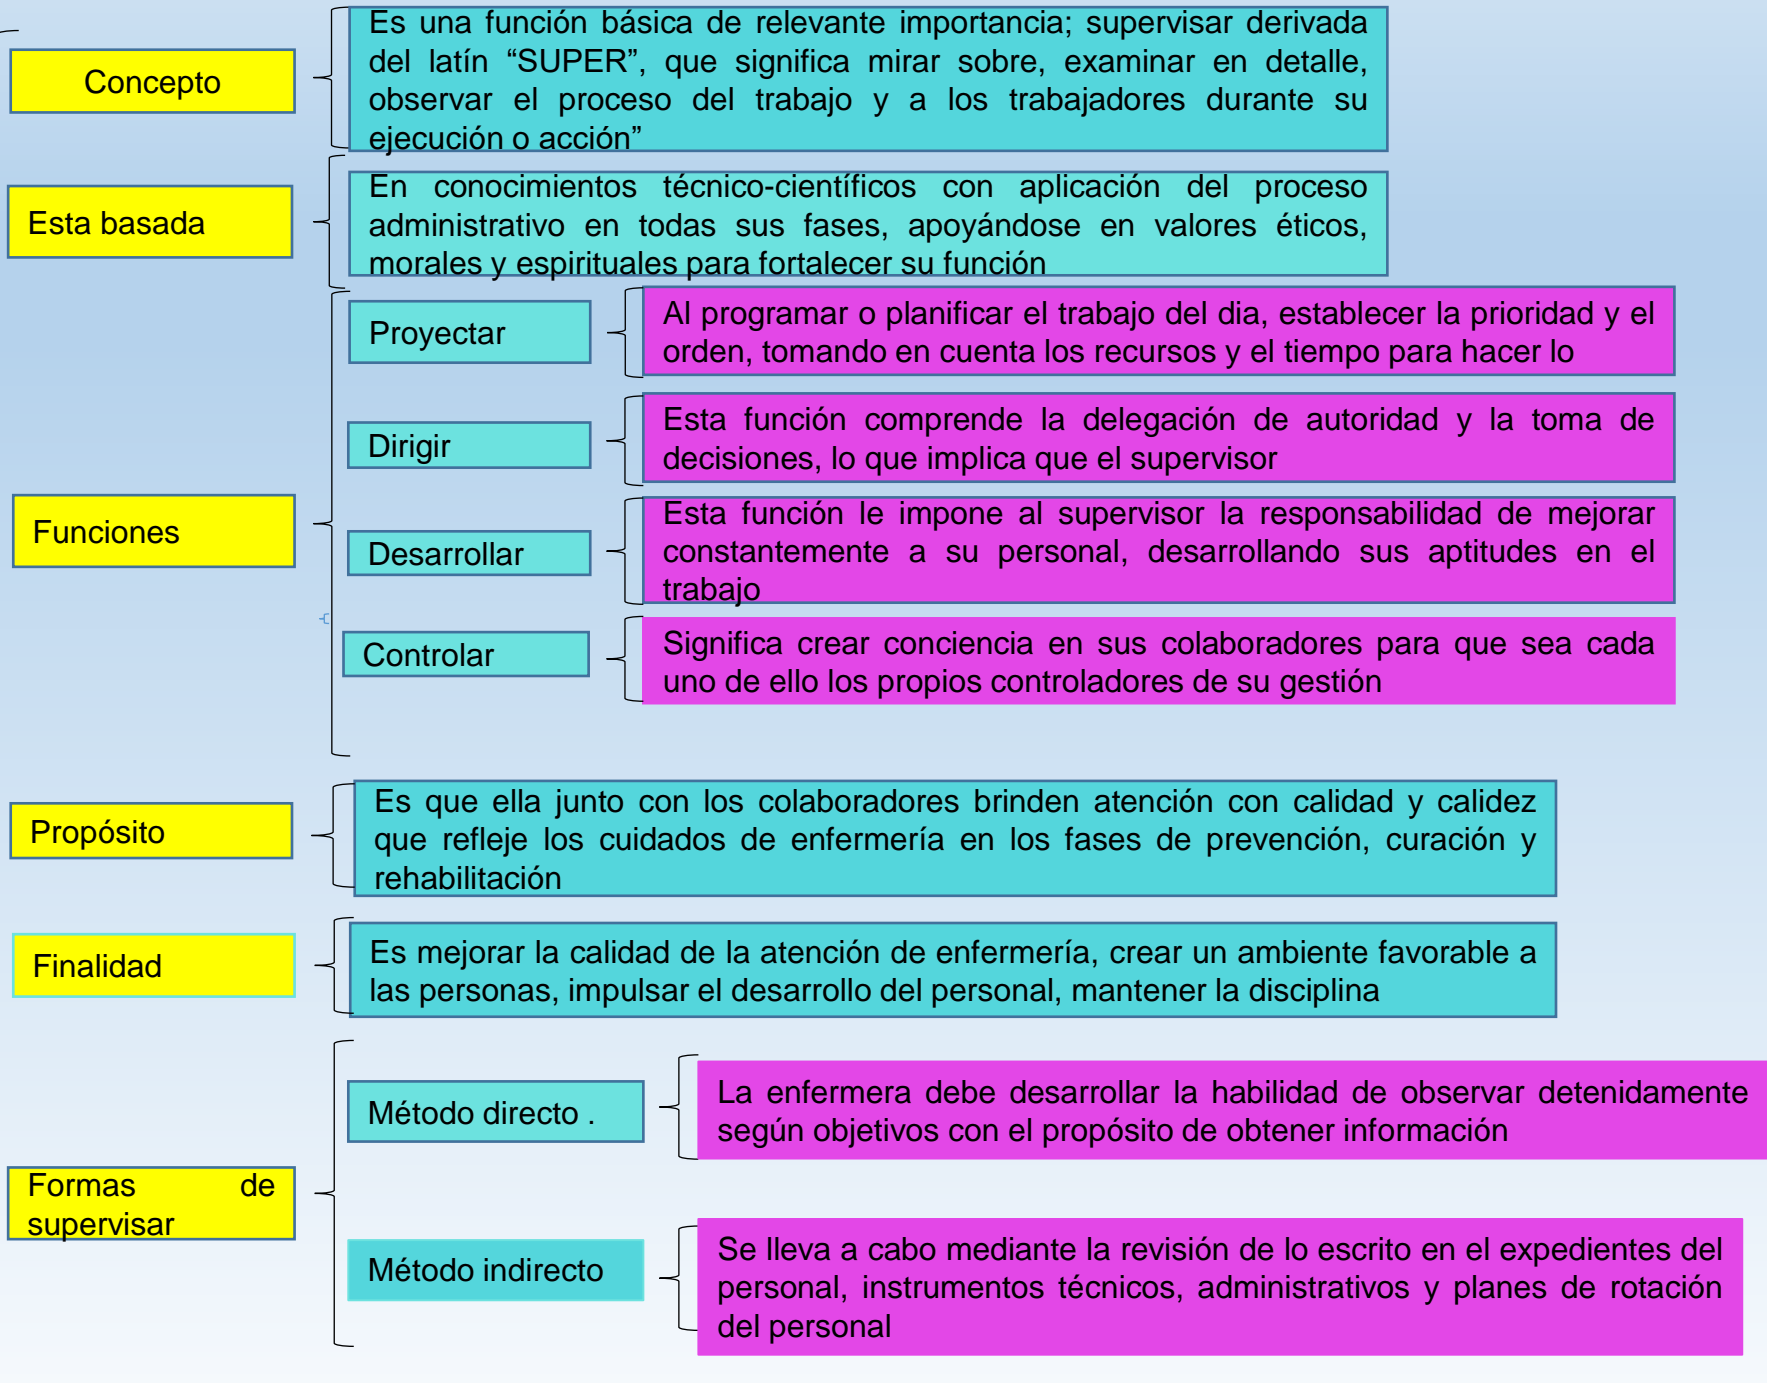 Concepto
Es una función básica de relevante importancia; supervisar derivada
del latín “SUPER”, que significa mirar sobre, examinar en detalle,
observar el proceso del trabajo y a los trabajadores durante su
ejecución o acción”
Esta basada
En conocimientos técnico-científicos con aplicación del proceso
administrativo en todas sus fases, apoyándose en valores éticos,
morales y espirituales para fortalecer su función
Funciones
Proyectar
Al programar o planificar el trabajo del dia, establecer la prioridad y el
orden, tomando en cuenta los recursos y el tiempo para hacer lo
Dirigir
Esta función comprende la delegación de autoridad y la toma de
decisiones, lo que implica que el supervisor
Desarrollar
Esta función le impone al supervisor la responsabilidad de mejorar
constantemente a su personal, desarrollando sus aptitudes en el
trabajo
Controlar
Significa crear conciencia en sus colaboradores para que sea cada
uno de ello los propios controladores de su gestión
Propósito
Es que ella junto con los colaboradores brinden atención con calidad y calidez
que refleje los cuidados de enfermería en los fases de prevención, curación y
rehabilitación
Finalidad
Es mejorar la calidad de la atención de enfermería, crear un ambiente favorable a
las personas, impulsar el desarrollo del personal, mantener la disciplina
Formas de
supervisar
Método directo .
La enfermera debe desarrollar la habilidad de observar detenidamente
según objetivos con el propósito de obtener información
Método indirecto
Se lleva a cabo mediante la revisión de lo escrito en el expedientes del
personal, instrumentos técnicos, administrativos y planes de rotación
del personal